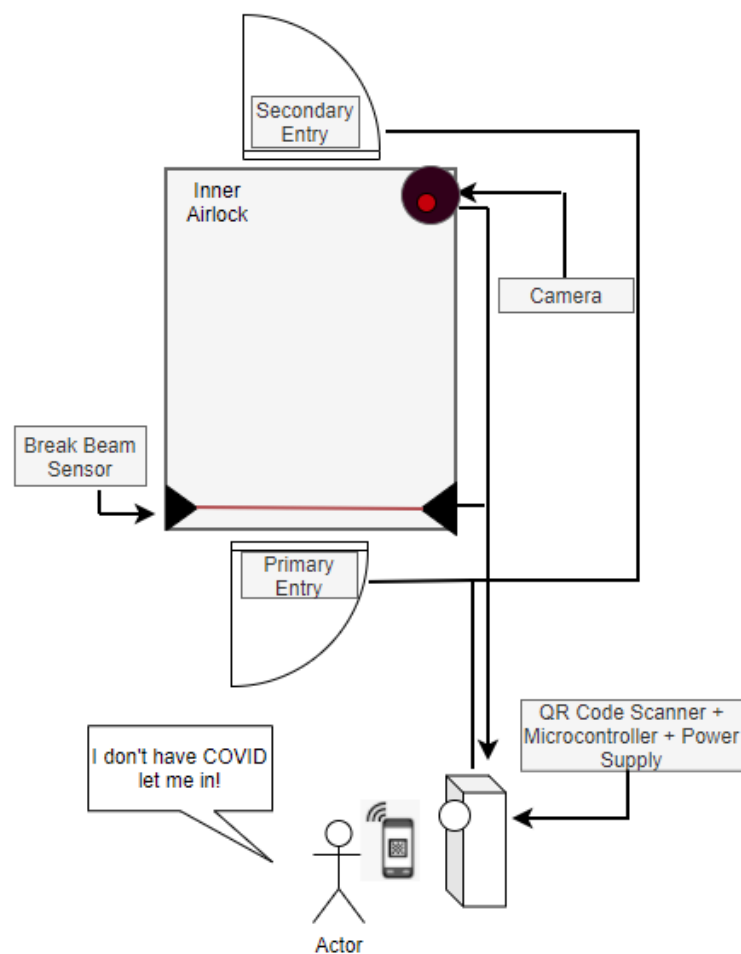 Secondary
Entry
Inner
Airlock
Camera
Break Beam
Sensor
Primary
Entry
QR Code Scanner +
Microcontroller + Power
Supply
I don't have COVID
let me in!
Actor